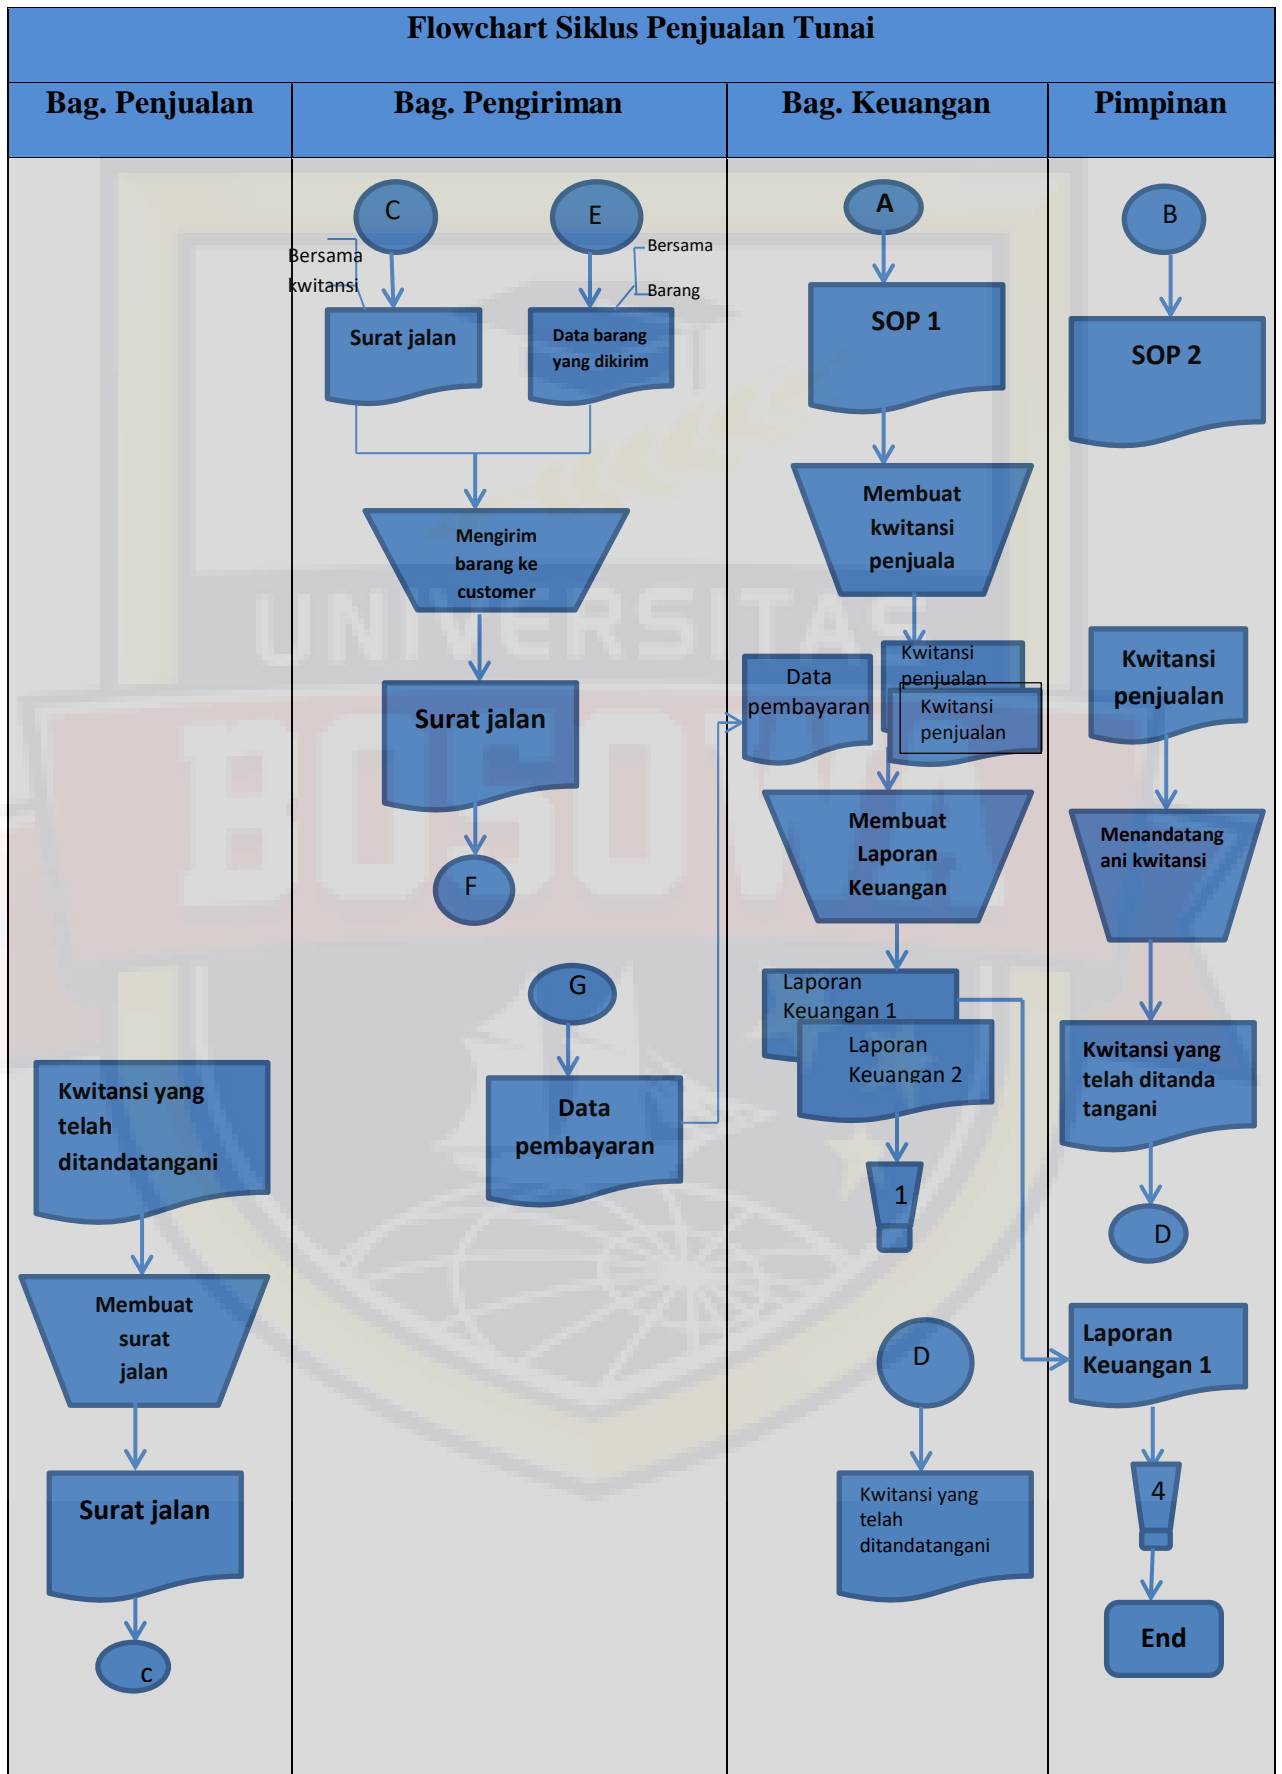 Flowchart Siklus Penjualan Tunai
Bag. Penjualan
Bag. Pengiriman
Bag. Keuangan
Pimpinan
Kwitansi yang
telah
ditandatangani
Membuat
surat
jalan
Surat jalan
c
C
E
Bersama
kwitansi
Bersama
Barang
Surat jalan
Data barang
yang dikirim
Mengirim
barang ke
customer
Surat jalan
F
G
Data
pembayaran
A
SOP 1
Membuat
kwitansi
penjuala
Data
pembayaran
Kwitansi
penjualan
Kwitansi
penjualan
Membuat
Laporan
Keuangan
Laporan
Keuangan 1
Laporan
Keuangan 2
1
D
Kwitansi yang
telah
ditandatangani
B
SOP 2
Kwitansi
penjualan
Menandatang
ani kwitansi
Kwitansi yang
telah ditanda
tangani
D
Laporan
Keuangan 1
4
End
UNIVERSITAS
BOSOWA